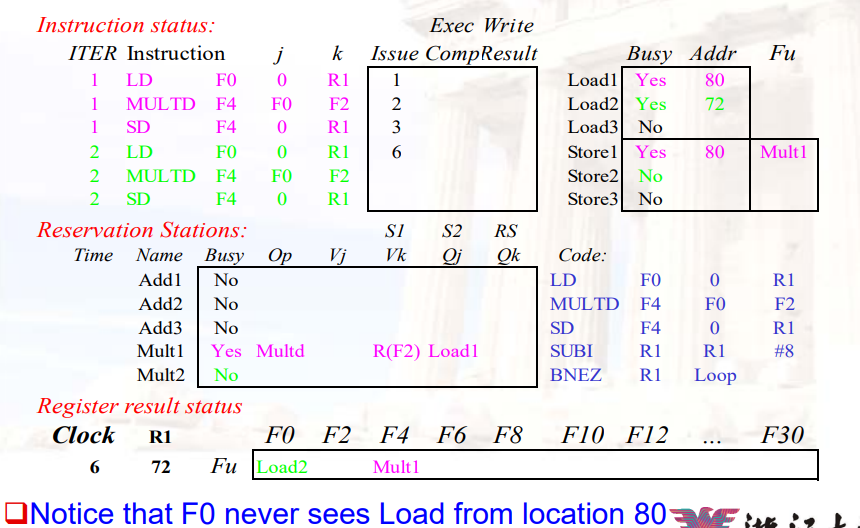 Instruction status: Exec Write
ITER Instruction j k Issue CompResult Busy Addr Fu
1 LD F0 0 R1 1 Load1 Yes 80
1 MULTD F4 F0 F2 2 Load2 Yes 72
1 SD F4 0 R1 3 Load3 No
2 LD F0 0 R1 6 Store1 Yes 80 Mult1
2 MULTD F4 F0 F2 Store2 No
2 SD F4 0 R1 Store3 No
Reservation Stations: S1 S2 RS
Time Name Busy Op Vj Vk Qj Qk Code:
Add1 No LD F0 0 R1
Add2 No MULTD F4 F0 F2
Add3 No SD F4 0 R1
Mult1 Yes Multd R(F2) Load1 SUBI R1 R1 #8
Mult2 No BNEZ R1 Loop
Register result status
Clock R1 F0 F2 F4 F6 F8 F10 F12 ... F30
6 72 Fu Load2 Mult1
Notice that F0 never sees Load from location 80